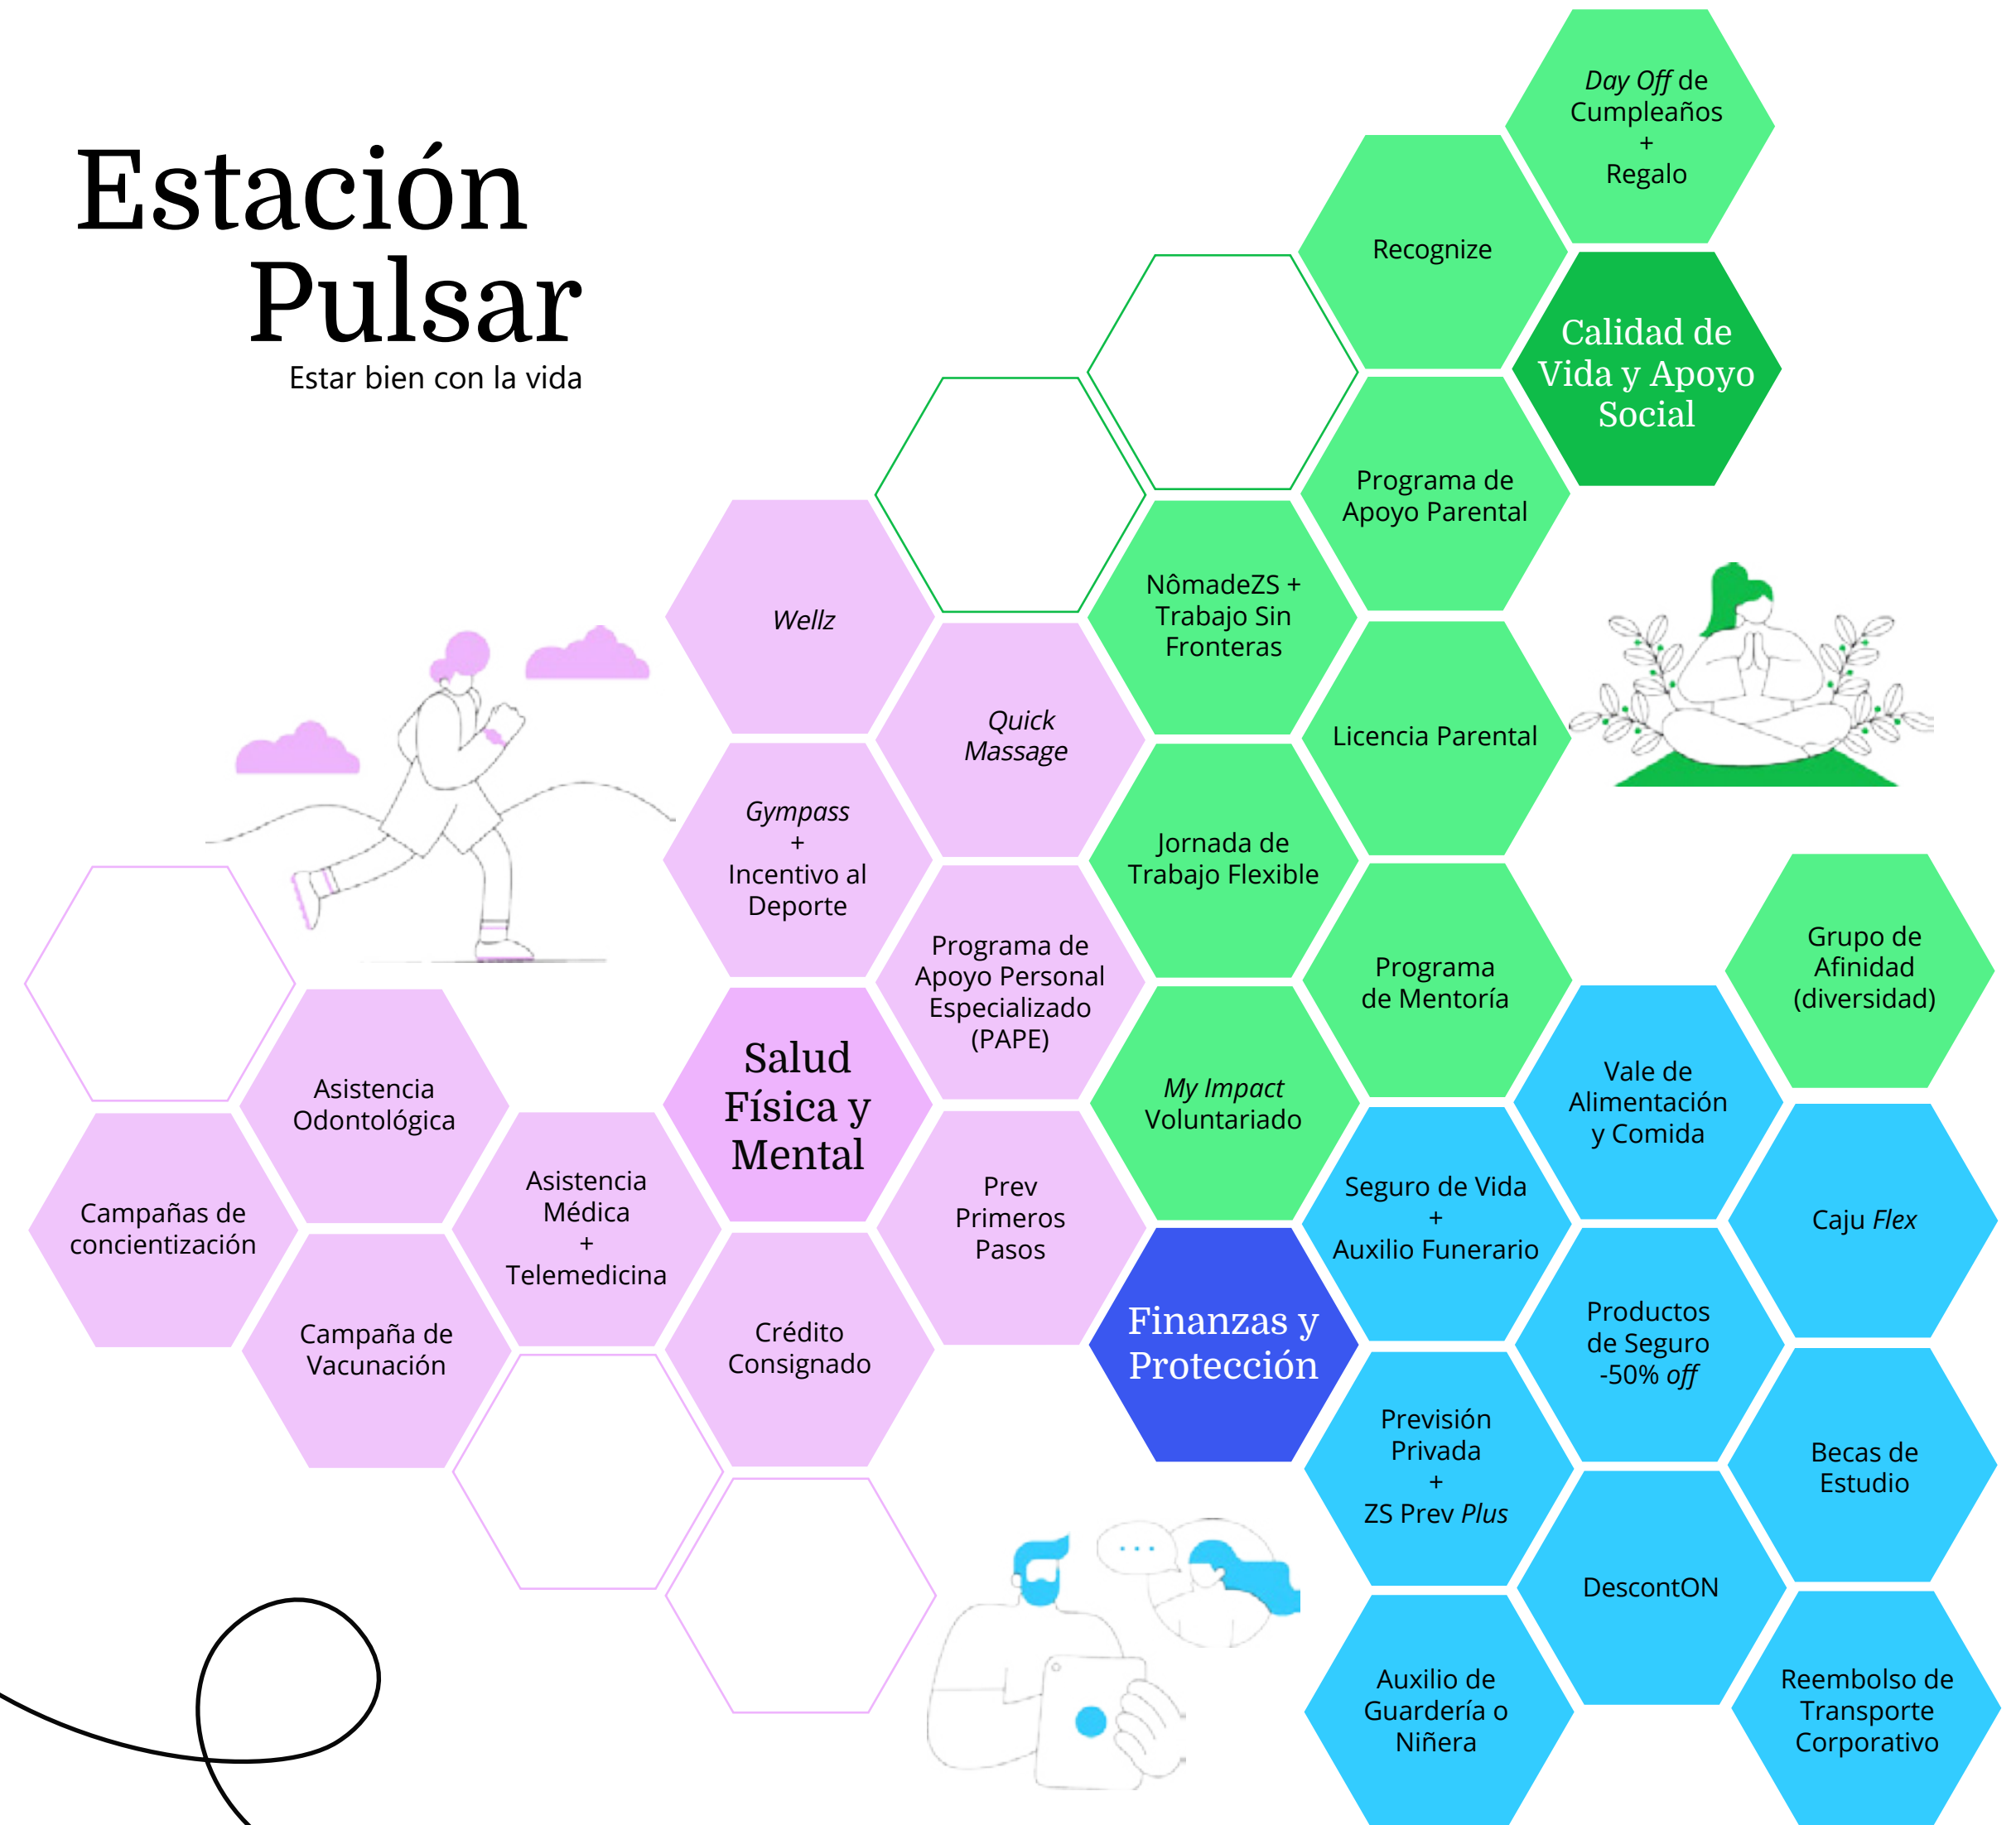 Estación
Pulsar
Estar bien con la vida
Day Off de
Cumpleaños
+
Regalo
Recognize
Calidad de
Vida y Apoyo
Social
Programa de
Apoyo Parental
NômadeZS +
Trabajo Sin
Fronteras
Wellz
Quick
Massage
Licencia Parental
Gympass
+
Incentivo al
Deporte
Jornada de
Trabajo Flexible
Programa de
Apoyo Personal
Especializado
(PAPE)
Programa
de Mentoría
Grupo de
Afinidad
(diversidad)
Salud
Física y
Mental
Asistencia
Odontológica
My Impact
Voluntariado
Vale de
Alimentación
y Comida
Campañas de
concientización
Asistencia
Médica
+
Telemedicina
Prev
Primeros
Pasos
Seguro de Vida
+
Auxilio Funerario
Caju Flex
Campaña de
Vacunación
Crédito
Consignado
Finanzas y
Protección
Productos
de Seguro
-50% off
Previsión
Privada
+
ZS Prev Plus
Becas de
Estudio
DescontON
Auxilio de
Guardería o
Niñera
Reembolso de
Transporte
Corporativo